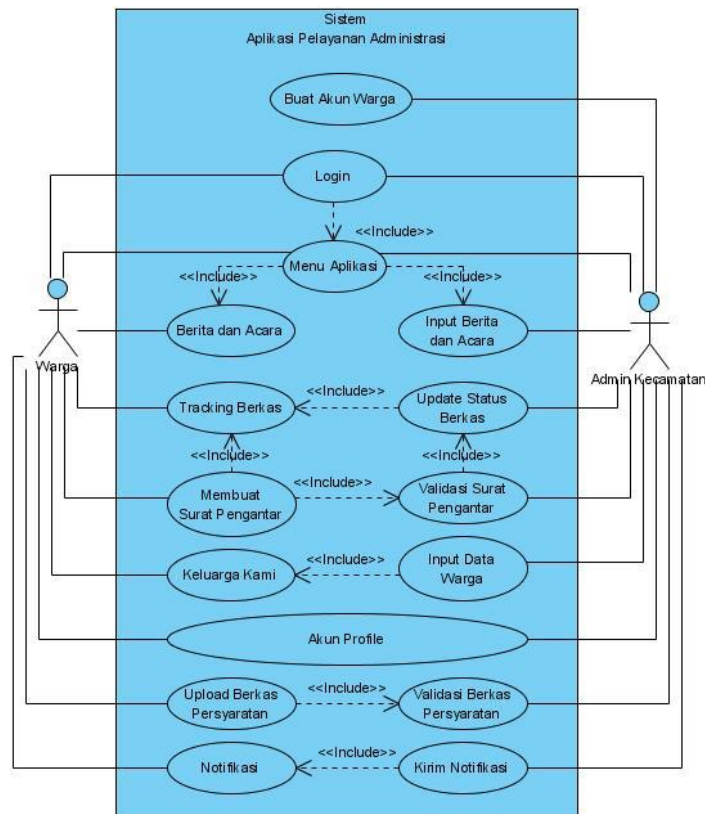 Sistem
Aplikasi Pelayanan Administrasi
Buat Akun Warga
Login
<<Include>>
Menu Aplikasi
<<Include>>
<<Include>>
Berita dan Acara
Input Berita
dan Acara
Warga
Admin Kecamatan
Tracking Berkas
<<Include>>
Update Status
Berkas
<<Include>>
<<Include>>
Membuat
Surat Pengantar
<<Include>>
Validasi Surat
Pengantar
Keluarga Kami
<<Include>>
Input Data
Warga
Akun Profile
Upload Berkas
Persyaratan
<<Include>>
Validasi Berkas
Persyaratan
Notifikasi
<<Include>>
Kirim Notifikasi